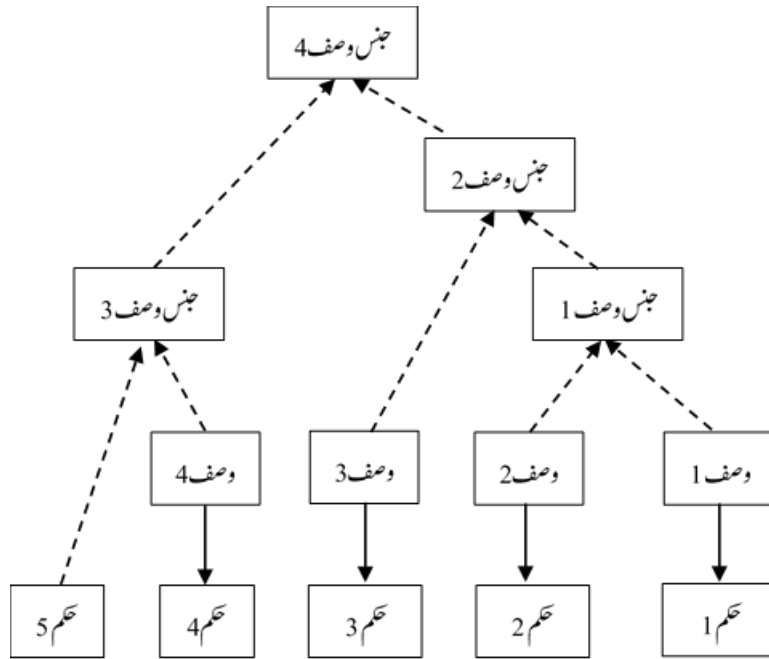 جنس وصف 4
جنس وصف 2
جنس وصف 1
جنس وصف 3
وصف 1
وصف 2
وصف 3
وصف 4
حکم 1
حکم 2
حکم 3
حکم 4
حکم 5